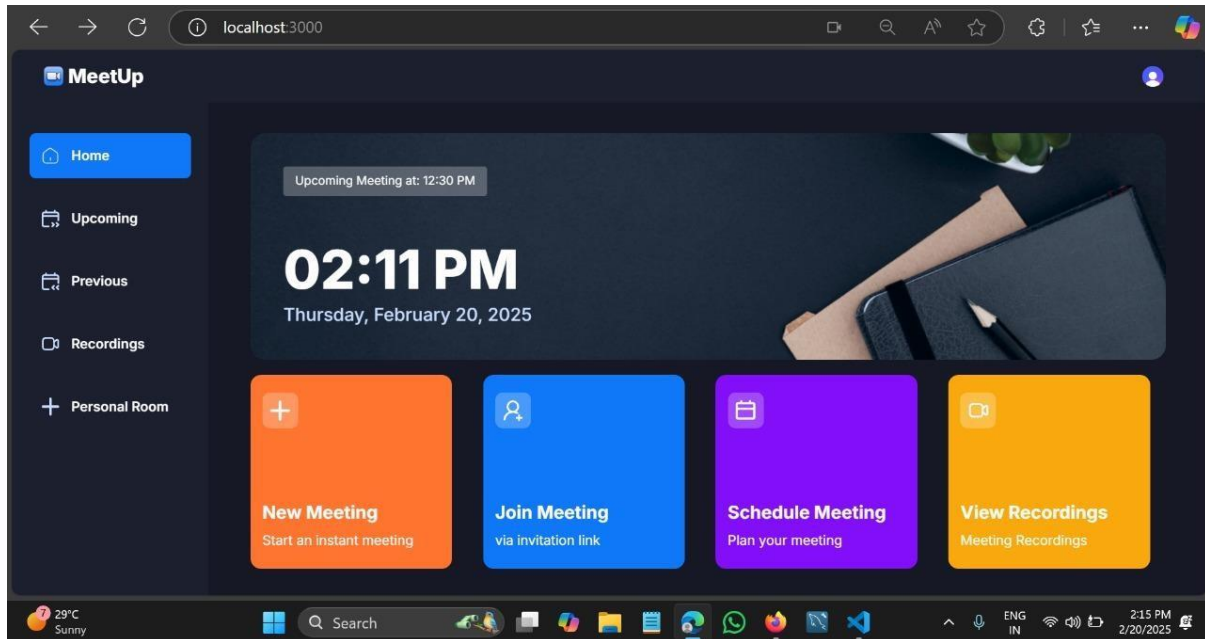 localhost:3000
MeetUp
Home
Upcoming
Previous
Recordings
Personal Room
Upcoming Meeting at: 12:30 PM
02:11 PM
Thursday, February 20, 2025
New Meeting
Start an instant meeting
Join Meeting
via invitation link
Schedule Meeting
Plan your meeting
View Recordings
Meeting Recordings
7
29°C
Sunny
Search
ENG
IN
2:15 PM
2/20/2025